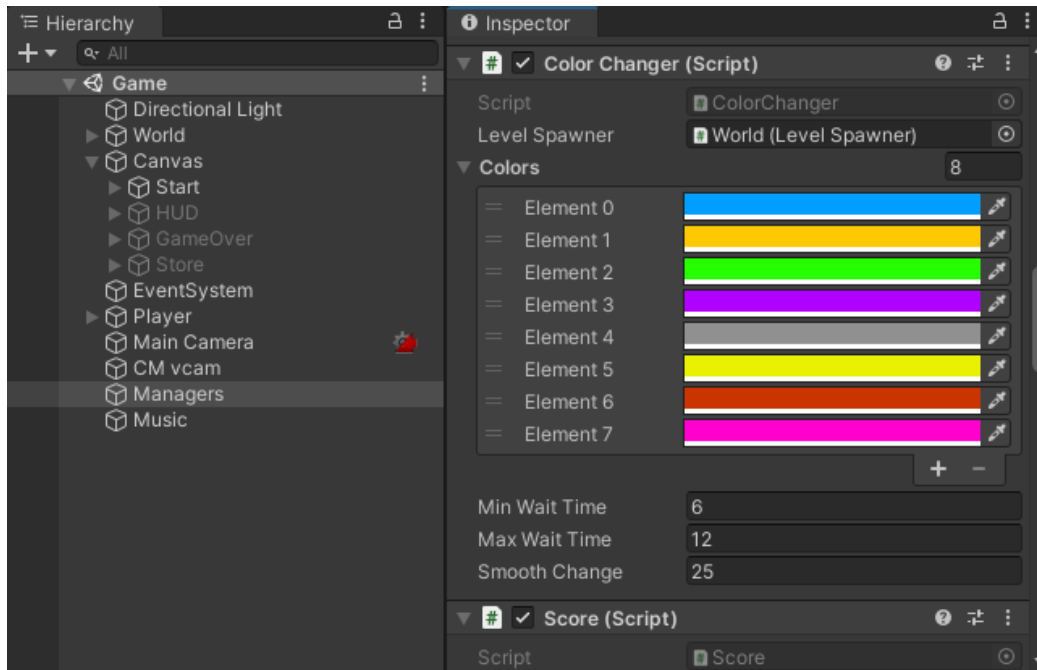 Hierarchy
All
Game
Directional Light
World
Canvas
Start
HUD
GameOver
Store
EventSystem
Player
Main Camera
CM vcam
Managers
Music
Inspector
# Color Changer (Script)
Script # ColorChanger
Level Spawner # World (Level Spawner)
Colors 8
Element 0
Element 1
Element 2
Element 3
Element 4
Element 5
Element 6
Element 7
Min Wait Time 6
Max Wait Time 12
Smooth Change 25
# Score (Script)
Script # Score